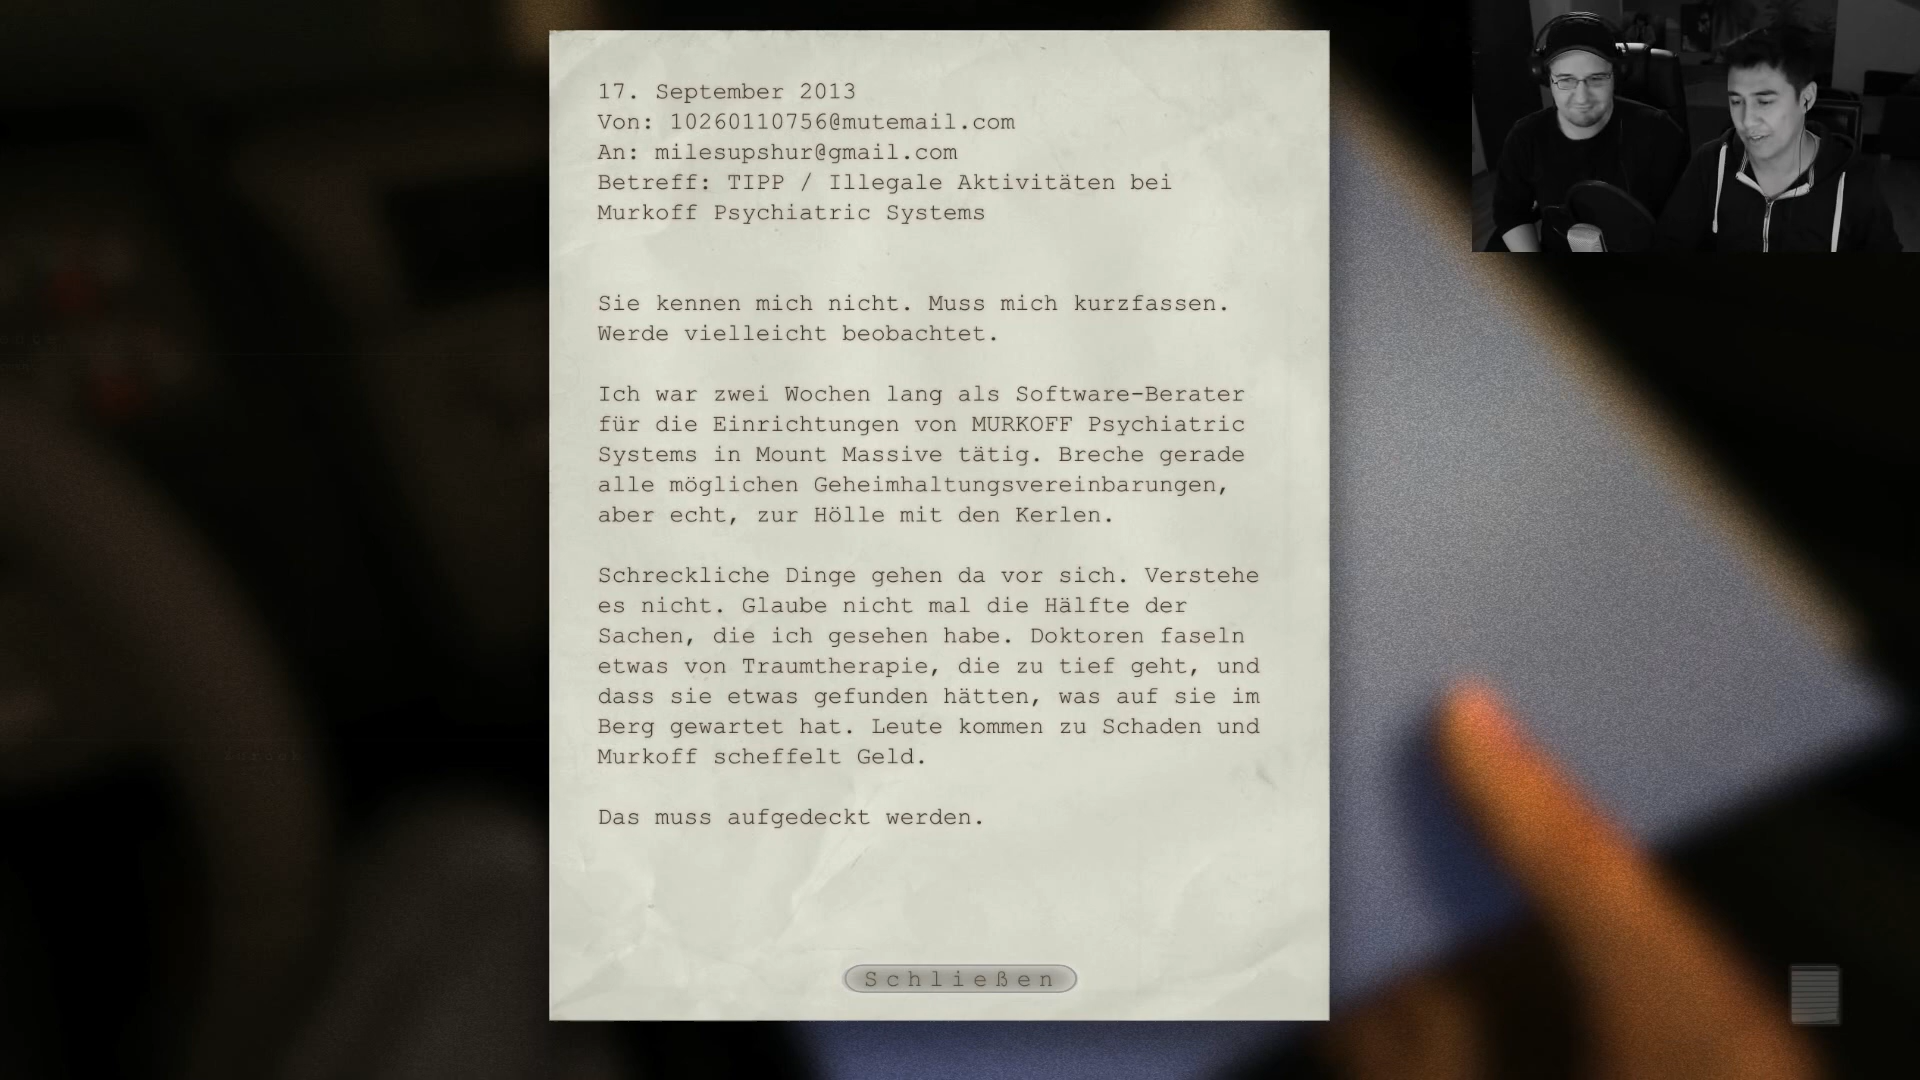 17. September 2013
Von: 10260110756@mutemail.com
An: milesupshur@gmail.com
Betreff: TIPP / Illegale Aktivitäten bei
Murkoff Psychiatric Systems
Sie kennen mich nicht. Muss mich kurzfassen.
Werde vielleicht beobachtet.
Ich war zwei Wochen lang als Software-Berater
für die Einrichtungen von MURKOFF Psychiatric
Systems in Mount Massive tätig. Breche gerade
alle möglichen Geheimhaltungsvereinbarungen,
aber echt, zur Hölle mit den Kerlen.
Schreckliche Dinge gehen da vor sich. Verstehe
es nicht. Glaube nicht mal die Hälfte der
Sachen, die ich gesehen habe. Doktoren faseln
etwas von Traumtherapie, die zu tief geht, und
dass sie etwas gefunden hätten, was auf sie im
Berg gewartet hat. Leute kommen zu Schaden und
Murkoff scheffelt Geld.
Das muss aufgedeckt werden.
Schließen